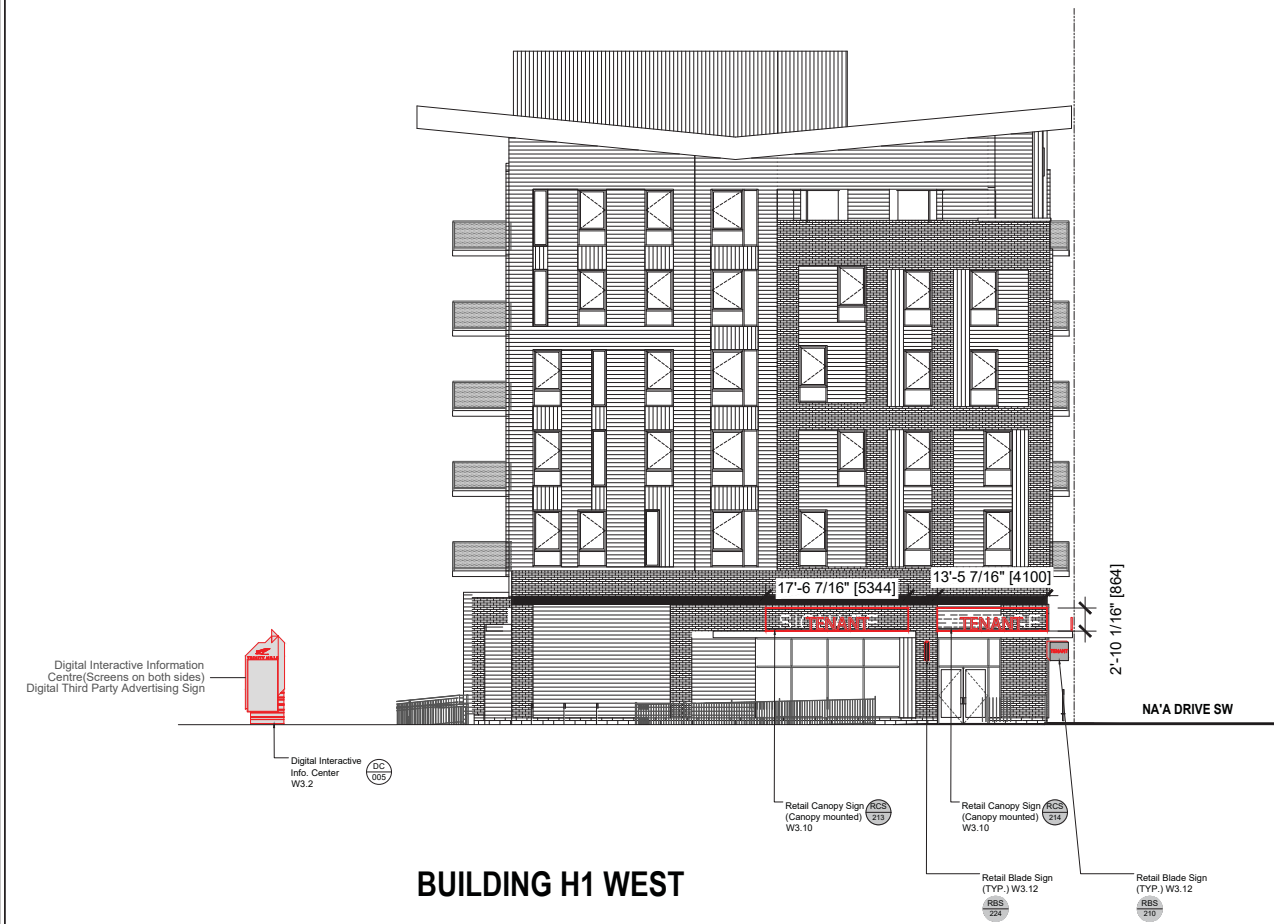 17'-6 7/16" [5344]
13'-5 7/16" [4100]
2'-10 1/16" [864]
TENANT
TENANT
TENANT
Digital Interactive Information
Centre(Screens on both sides)
Digital Third Party Advertising Sign
NA'A DRIVE SW
Digital Interactive
Info. Center
W3.2
DC
005
Retail Canopy Sign
(Canopy mounted)
W3.10
RCS
213
Retail Canopy Sign
(Canopy mounted)
W3.10
RCS
214
BUILDING H1 WEST
Retail Blade Sign
(TYP.) W3.12
RBS
224
Retail Blade Sign
(TYP.) W3.12
RBS
210